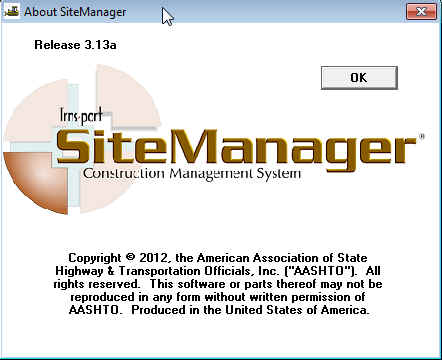 About SiteManager
Release 3.13a
OK
Trns·port
SiteManager®
Construction Management System
Copyright © 2012, the American Association of State
Highway & Transportation Officials, Inc. ("AASHTO"). All
rights reserved. This software or parts thereof may not be
reproduced in any form without written permission of
AASHTO. Produced in the United States of America.